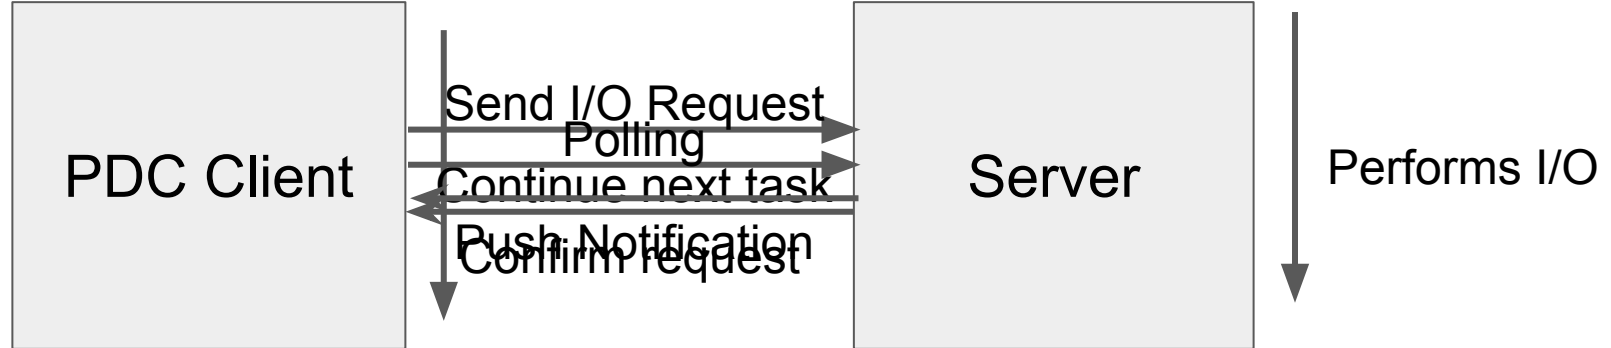 PDC Client
Send I/O Request
Polling
Continue next task
Push Notification
Confirm request
Server
Performs I/O